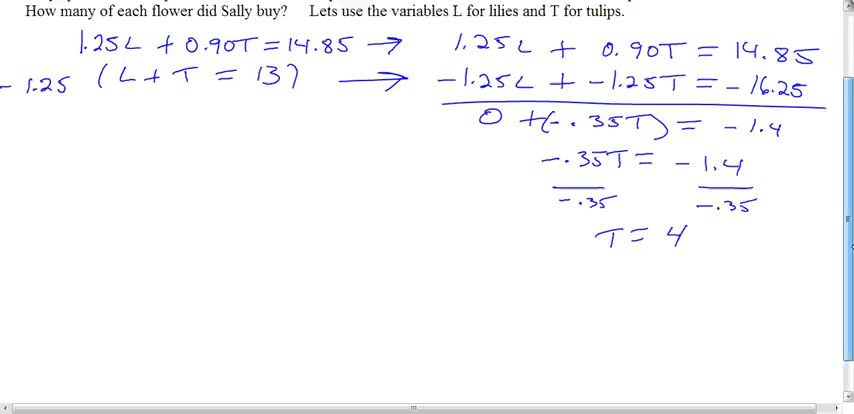 How many of each flower did Sally buy? Lets use the variables L for lilies and T for tulips.
1.25L + 0.90T = 14.85 → 1.25L + 0.90T = 14.85
- 1.25 (L + T = 13) → -1.25L + -1.25T = -16.25
0 + (-.35T) = -1.4
-.35T = -1.4
-.35 -.35
T = 4